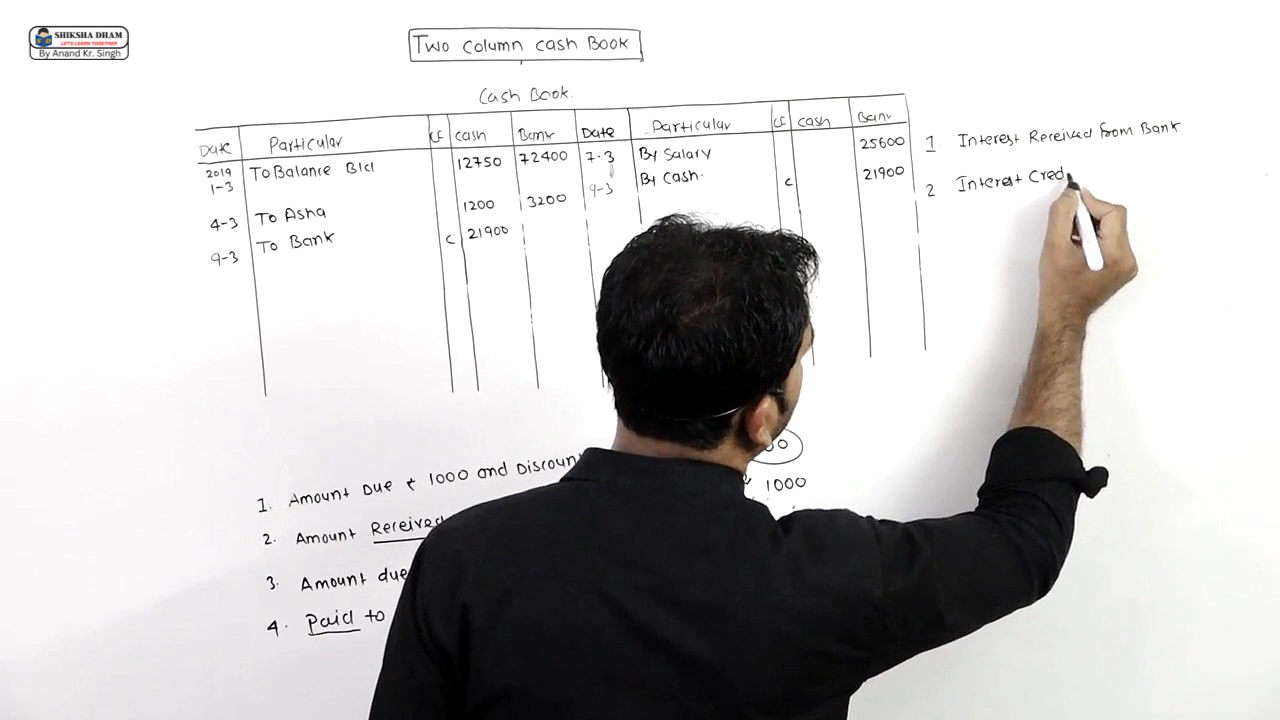 SHIKSHA DHAM
LET'S LEARN TOGETHER
By Anand Kr. Singh
Two Column Cash Book
Cash Book.
Date Particular LF Cash Bank Date Particular LF Cash Bank
2019
1-3 To Balance B/d 12750 72400 7-3 By Salary 25600
4-3 To Asha 1200 3200 9-3 By Cash. C 21900
9-3 To Bank C 21900
1. Interest Received from Bank
2 Interest Cred
1. Amount Due ₹ 1000 and Discoun
1000
2. Amount Received
3. Amount due
4. Paid to